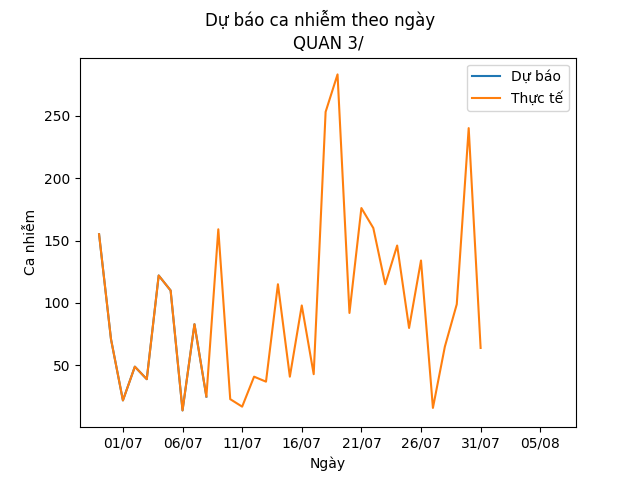 Dự báo ca nhiễm theo ngày
QUAN 3/
Dự báo
Thực tế
Ca nhiễm
250
200
150
100
50
01/07 06/07 11/07 16/07 21/07 26/07 31/07 05/08
Ngày